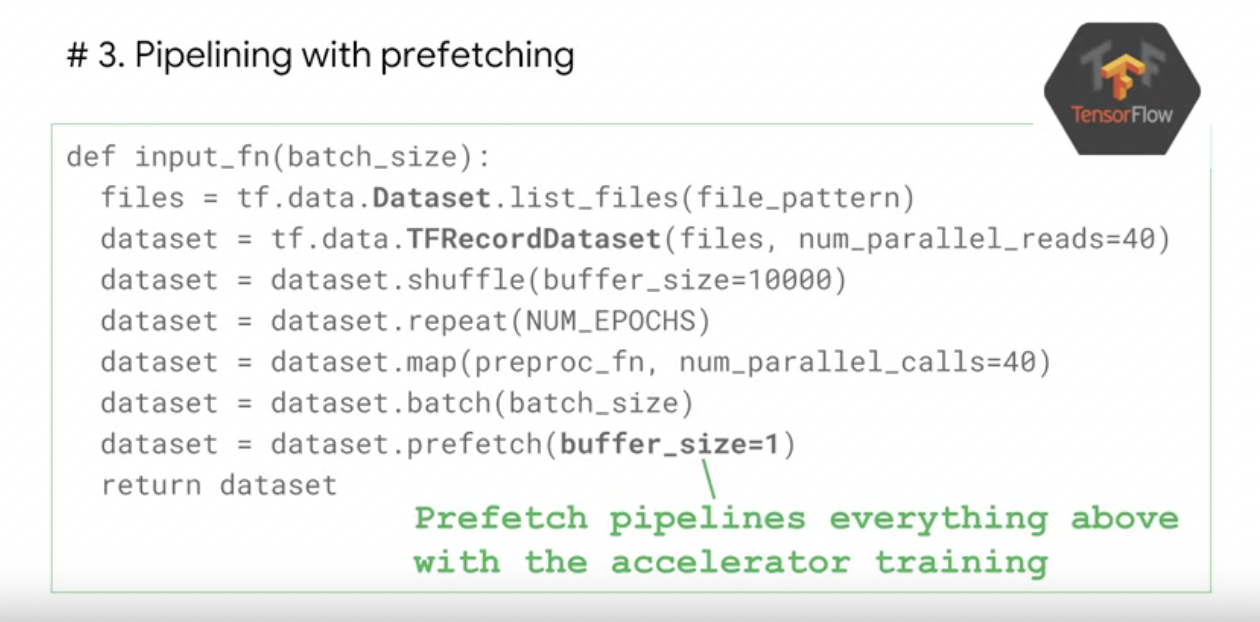 # 3. Pipelining with prefetching
TensorFlow
def input_fn(batch_size):
  files = tf.data.Dataset.list_files(file_pattern)
  dataset = tf.data.TFRecordDataset(files, num_parallel_reads=40)
  dataset = dataset.shuffle(buffer_size=10000)
  dataset = dataset.repeat(NUM_EPOCHS)
  dataset = dataset.map(preproc_fn, num_parallel_calls=40)
  dataset = dataset.batch(batch_size)
  dataset = dataset.prefetch(buffer_size=1)
  return dataset
Prefetch pipelines everything above
with the accelerator training